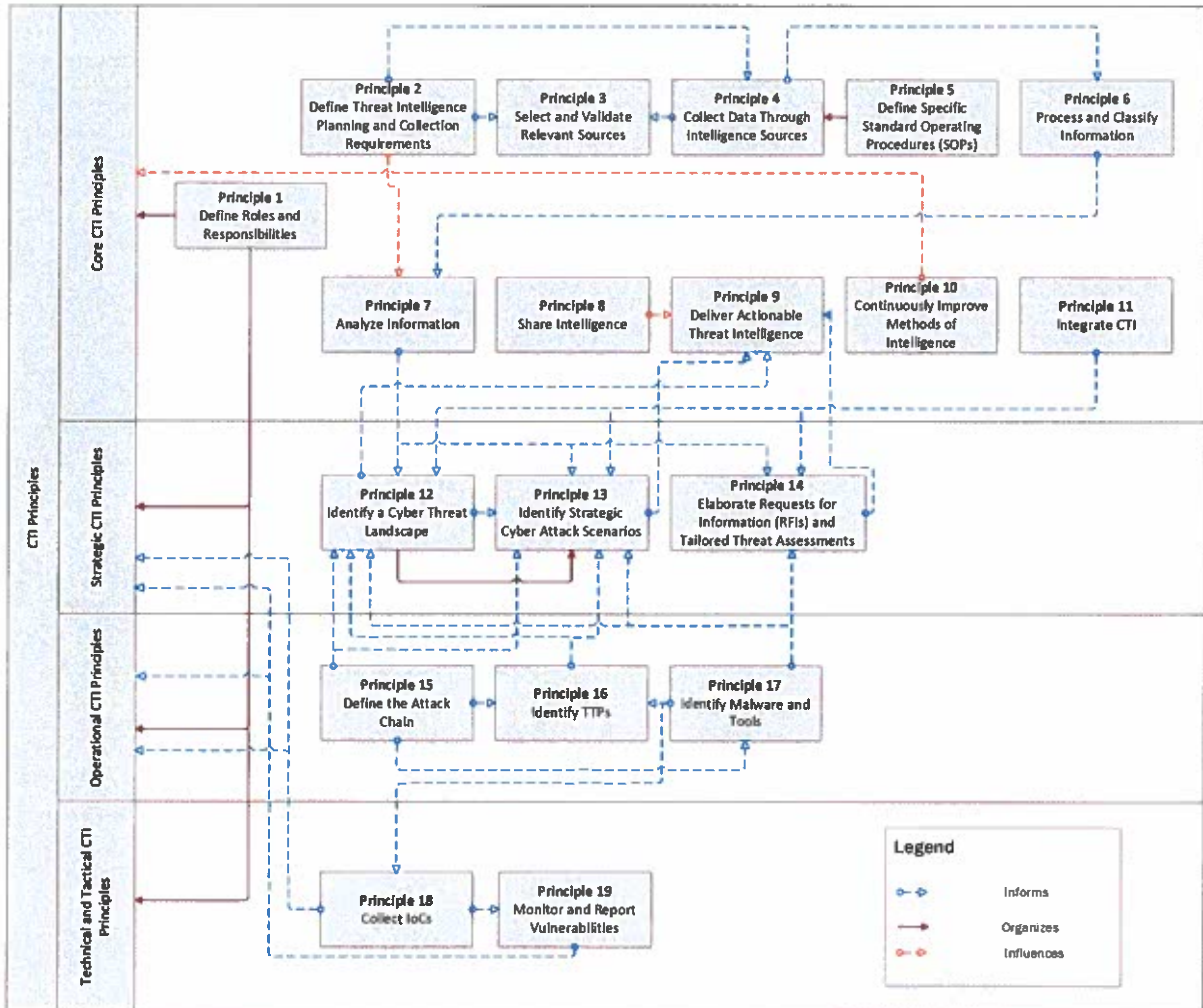 CTI Principles
Core CTI Principles
Principle 2
Define Threat Intelligence
Planning and Collection
Requirements
Principle 3
Select and Validate
Relevant Sources
Principle 4
Collect Data Through
Intelligence Sources
Principle 5
Define Specific
Standard Operating
Procedures (SOPs)
Principle 6
Process and Classify
Information
Principle 1
Define Roles and
Responsibilities
Principle 7
Analyze Information
Principle 8
Share Intelligence
Principle 9
Deliver Actionable
Threat Intelligence
Principle 10
Continuously Improve
Methods of
Intelligence
Principle 11
Integrate CTI
Strategic CTI Principles
Principle 12
Identify a Cyber Threat
Landscape
Principle 13
Identify Strategic
Cyber Attack Scenarios
Principle 14
Elaborate Requests for
Information (RFIs) and
Tailored Threat Assessments
Operational CTI Principles
Principle 15
Define the Attack
Chain
Principle 16
Identify TTPs
Principle 17
Identify Malware and
Tools
Technical and Tactical CTI
Principles
Principle 18
Collect IoCs
Principle 19
Monitor and Report
Vulnerabilities
Legend
Informs
Organizes
Influences